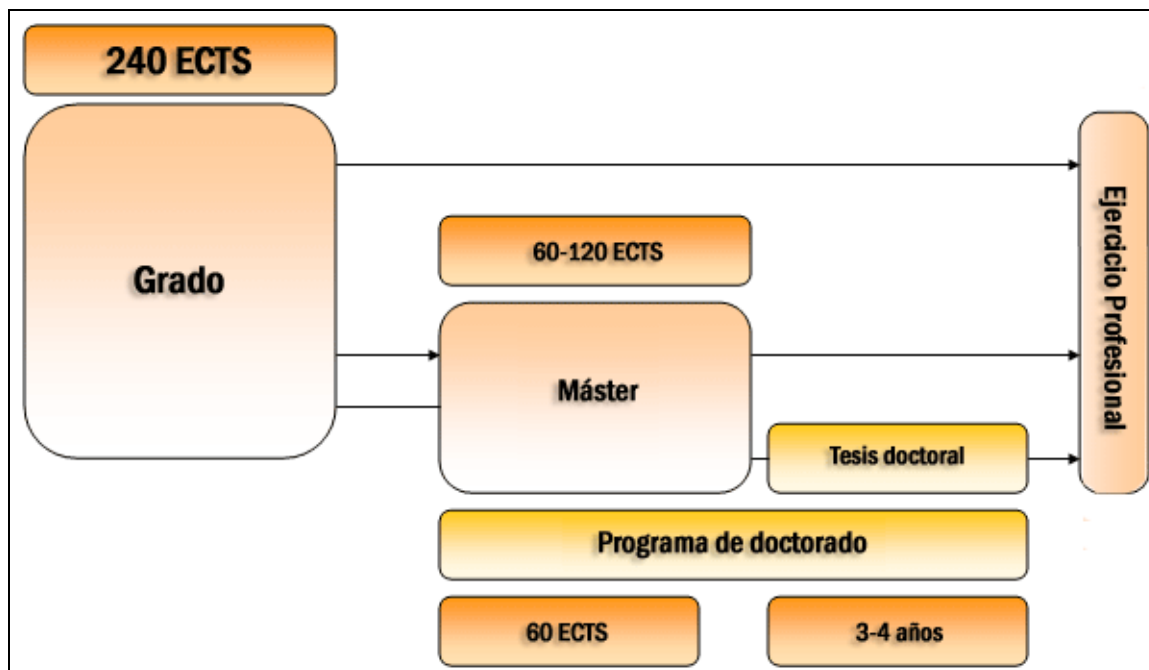 240 ECTS
Grado
60-120 ECTS
Máster
Tesis doctoral
Ejercicio Profesional
Programa de doctorado
60 ECTS
3-4 años